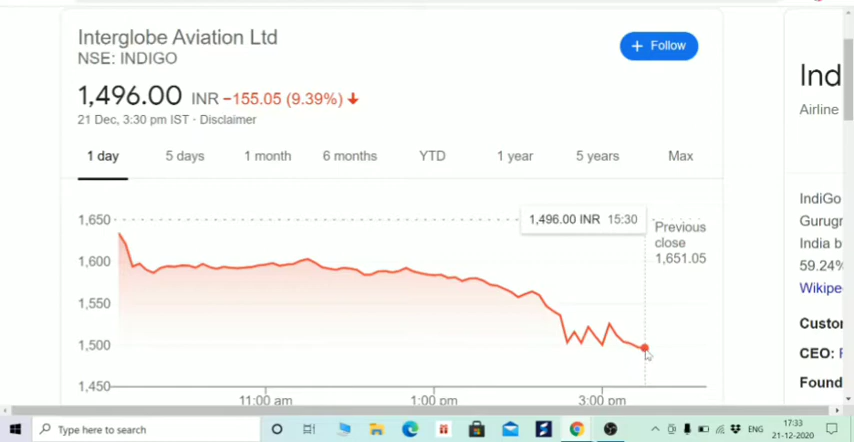 Interglobe Aviation Ltd
NSE: INDIGO
+ Follow
1,496.00 INR −155.05 (9.39%) ↓
21 Dec, 3:30 pm IST · Disclaimer
1 day 5 days 1 month 6 months YTD 1 year 5 years Max
1,650
1,600
1,550
1,500
1,450
1,496.00 INR 15:30
Previous
close
1,651.05
11:00 am 1:00 pm 3:00 pm
Ind
Airline
IndiGo
Gurugr
India b
59.24%
Wikipe
Custor
CEO:
Found
Type here to search
ENG
17:33
21-12-2020